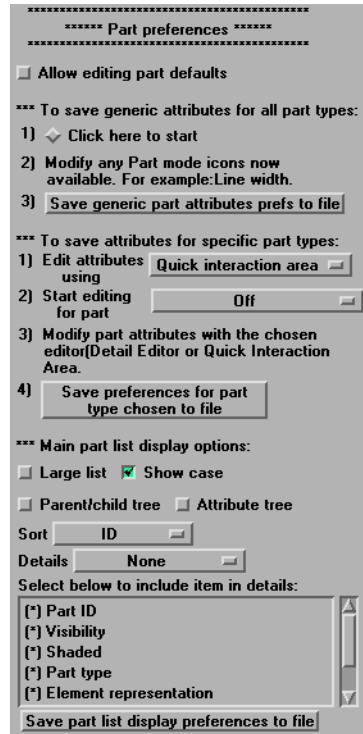 ****** Part preferences ******
Allow editing part defaults
*** To save generic attributes for all part types:
1) Click here to start
2) Modify any Part mode icons now
available. For example:Line width.
3) Save generic part attributes prefs to file
*** To save attributes for specific part types:
1) Edit attributes using Quick interaction area
2) Start editing for part Off
3) Modify part attributes with the chosen
editor(Detail Editor or Quick Interaction
Area.
4) Save preferences for part
type chosen to file
*** Main part list display options:
Large list Show case
Parent/child tree Attribute tree
Sort ID
Details None
Select below to include item in details:
(*) Part ID
(*) Visibility
(*) Shaded
(*) Part type
(*) Element representation
Save part list display preferences to file